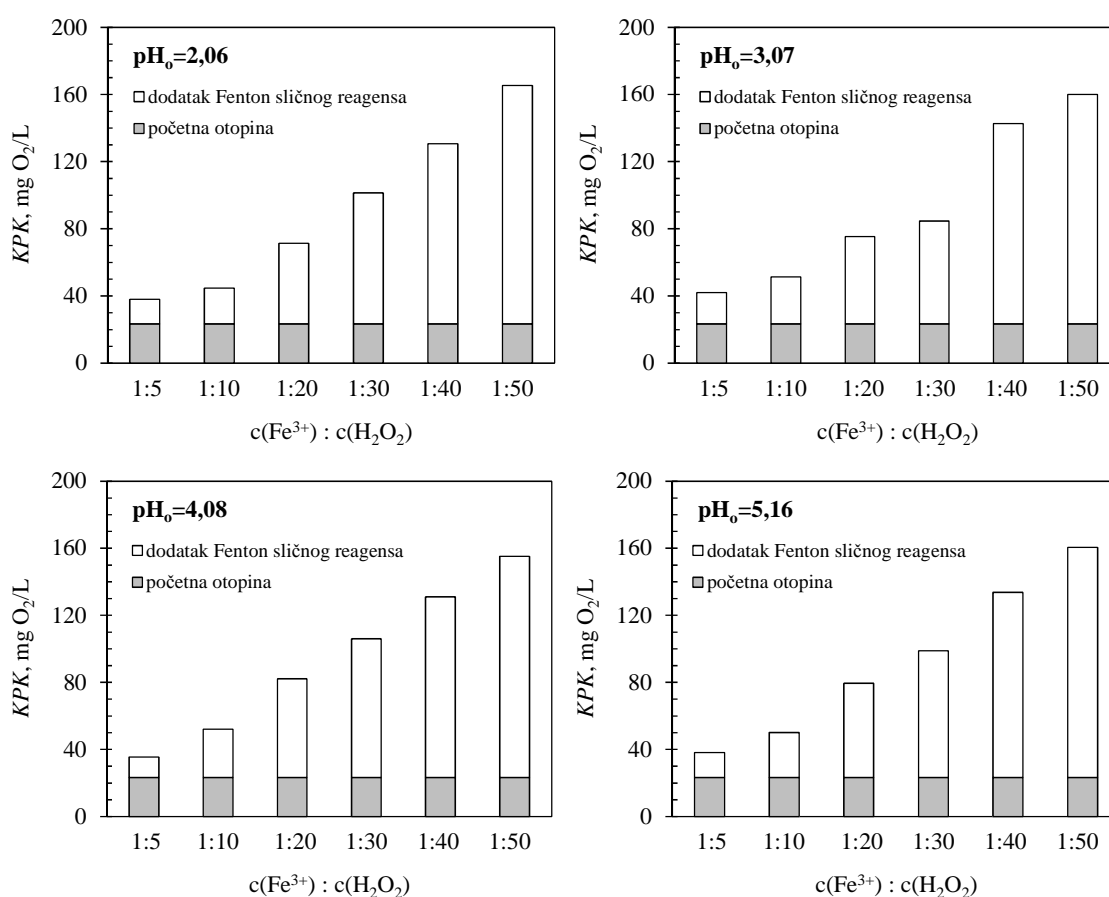 200
160
120
80
40
0
KPK, mg O₂/L
pHₒ=2,06
dodatak Fenton sličnog reagensa
početna otopina
1:5 1:10 1:20 1:30 1:40 1:50
c(Fe³⁺) : c(H₂O₂)
200
160
120
80
40
0
KPK, mg O₂/L
pHₒ=3,07
dodatak Fenton sličnog reagensa
početna otopina
1:5 1:10 1:20 1:30 1:40 1:50
c(Fe³⁺) : c(H₂O₂)
200
160
120
80
40
0
KPK, mg O₂/L
pHₒ=4,08
dodatak Fenton sličnog reagensa
početna otopina
1:5 1:10 1:20 1:30 1:40 1:50
c(Fe³⁺) : c(H₂O₂)
200
160
120
80
40
0
KPK, mg O₂/L
pHₒ=5,16
dodatak Fenton sličnog reagensa
početna otopina
1:5 1:10 1:20 1:30 1:40 1:50
c(Fe³⁺) : c(H₂O₂)